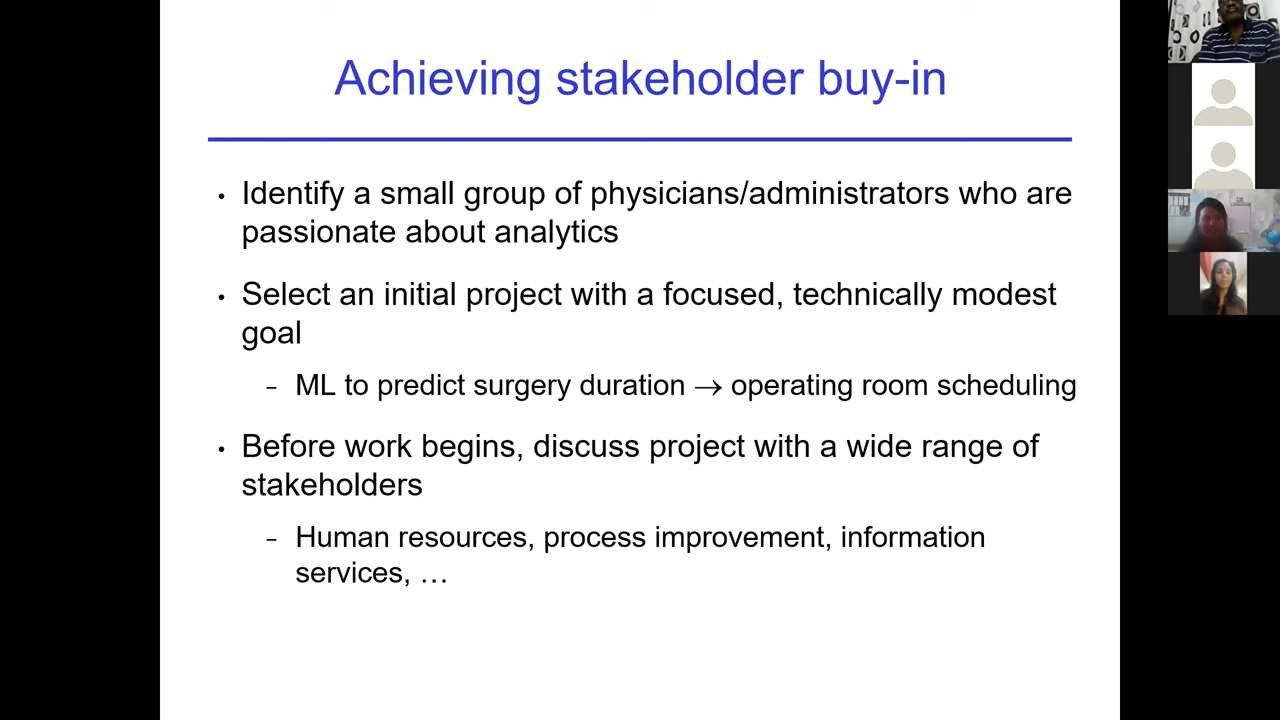 Achieving stakeholder buy-in
• Identify a small group of physicians/administrators who are
passionate about analytics
• Select an initial project with a focused, technically modest
goal
– ML to predict surgery duration → operating room scheduling
• Before work begins, discuss project with a wide range of
stakeholders
– Human resources, process improvement, information
services, …